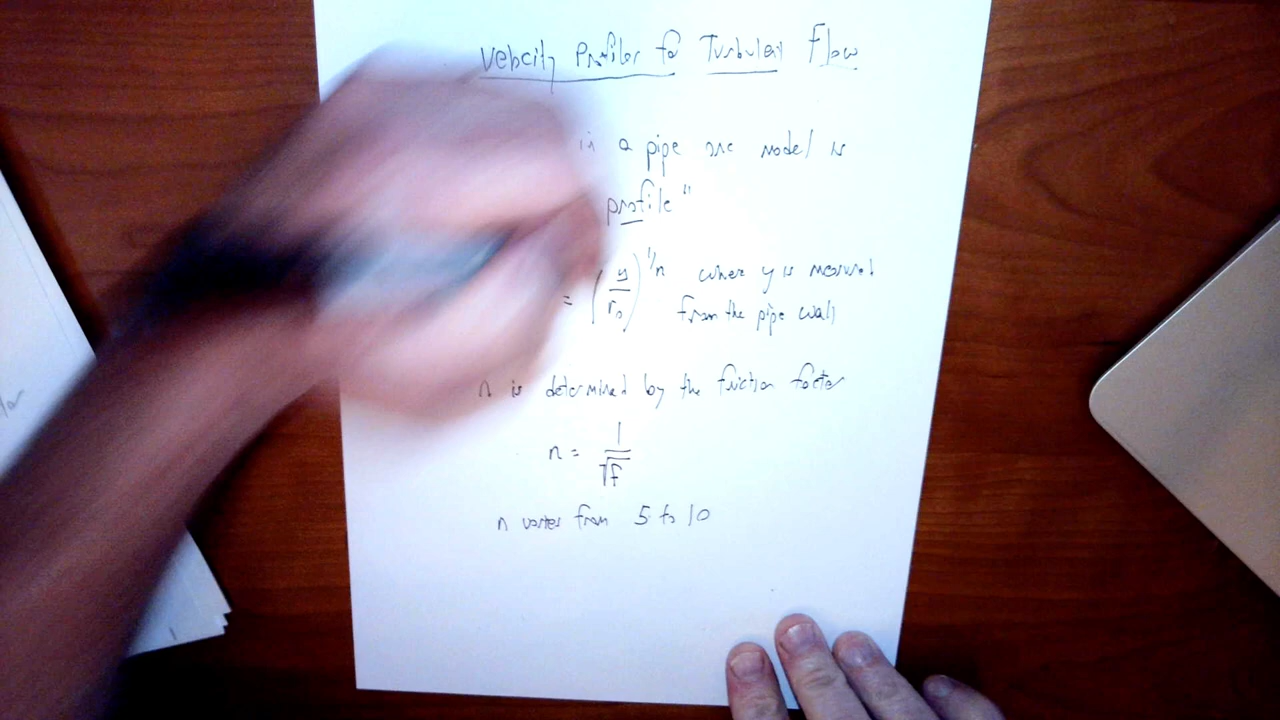 Velocity Profiles for Turbulent Flow
in a pipe one model is
profile"
= (y/r₀)^1/n where y is measured
from the pipe wall
n is determined by the friction factor
n = 1/√f
n varies from 5 to 10